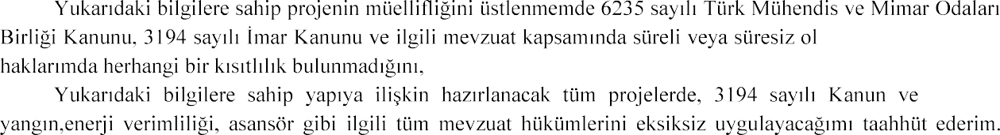 Yukarıdaki bilgilere sahip projenin müellifliğini üstlenmemde 6235 sayılı Türk Mühendis ve Mimar Odaları
Birliği Kanunu, 3194 sayılı İmar Kanunu ve ilgili mevzuat kapsamında süreli veya süresiz ol
haklarımda herhangi bir kısıtlılık bulunmadığını,
Yukarıdaki bilgilere sahip yapıya ilişkin hazırlanacak tüm projelerde, 3194 sayılı Kanun ve
yangın,enerji verimliliği, asansör gibi ilgili tüm mevzuat hükümlerini eksiksiz uygulayacağımı taahhüt ederim.